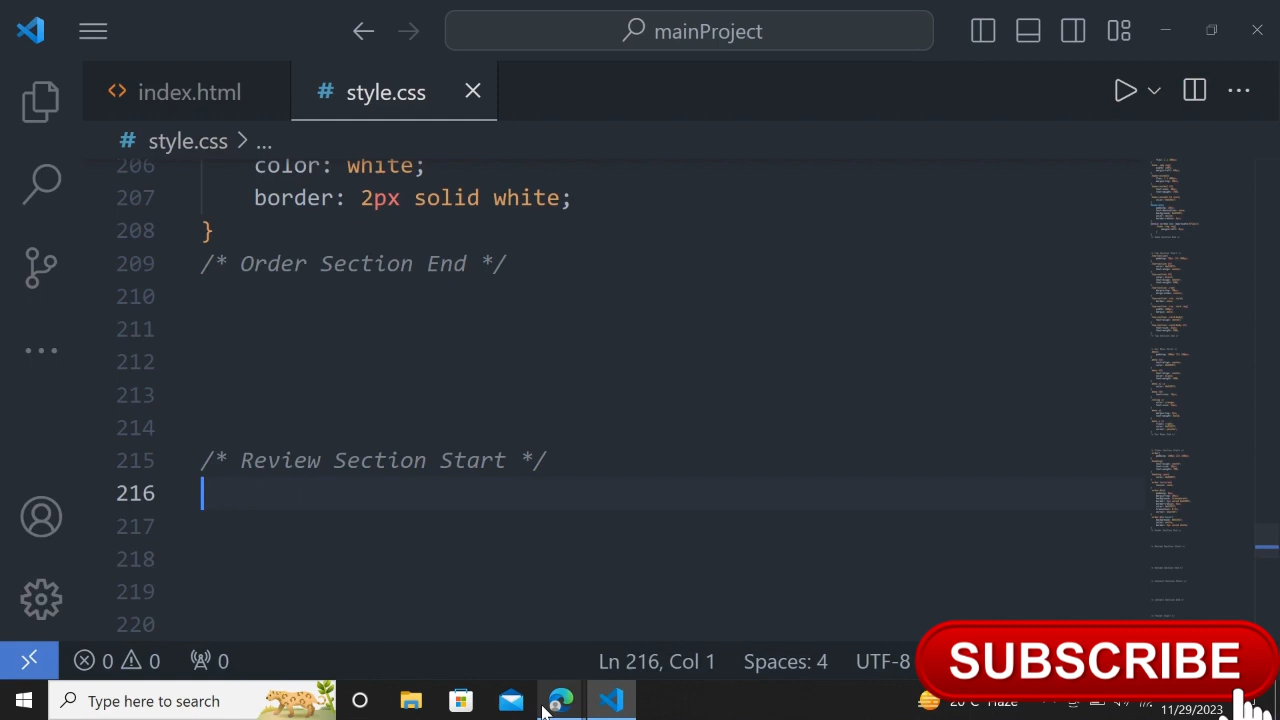 mainProject
index.html
style.css
style.css > ...
206 color: white;
207 border: 2px solid white;
208 }
209 /* Order Section End */
210
211
212
213
214
215 /* Review Section Start */
216
217
218
219
220
0 0 0
Ln 216, Col 1 Spaces: 4 UTF-8
SUBSCRIBE
Type here to search
20°C Haze
11/29/2023